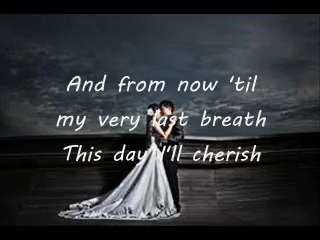 And from now 'til
my very last breath
This day I'll cherish